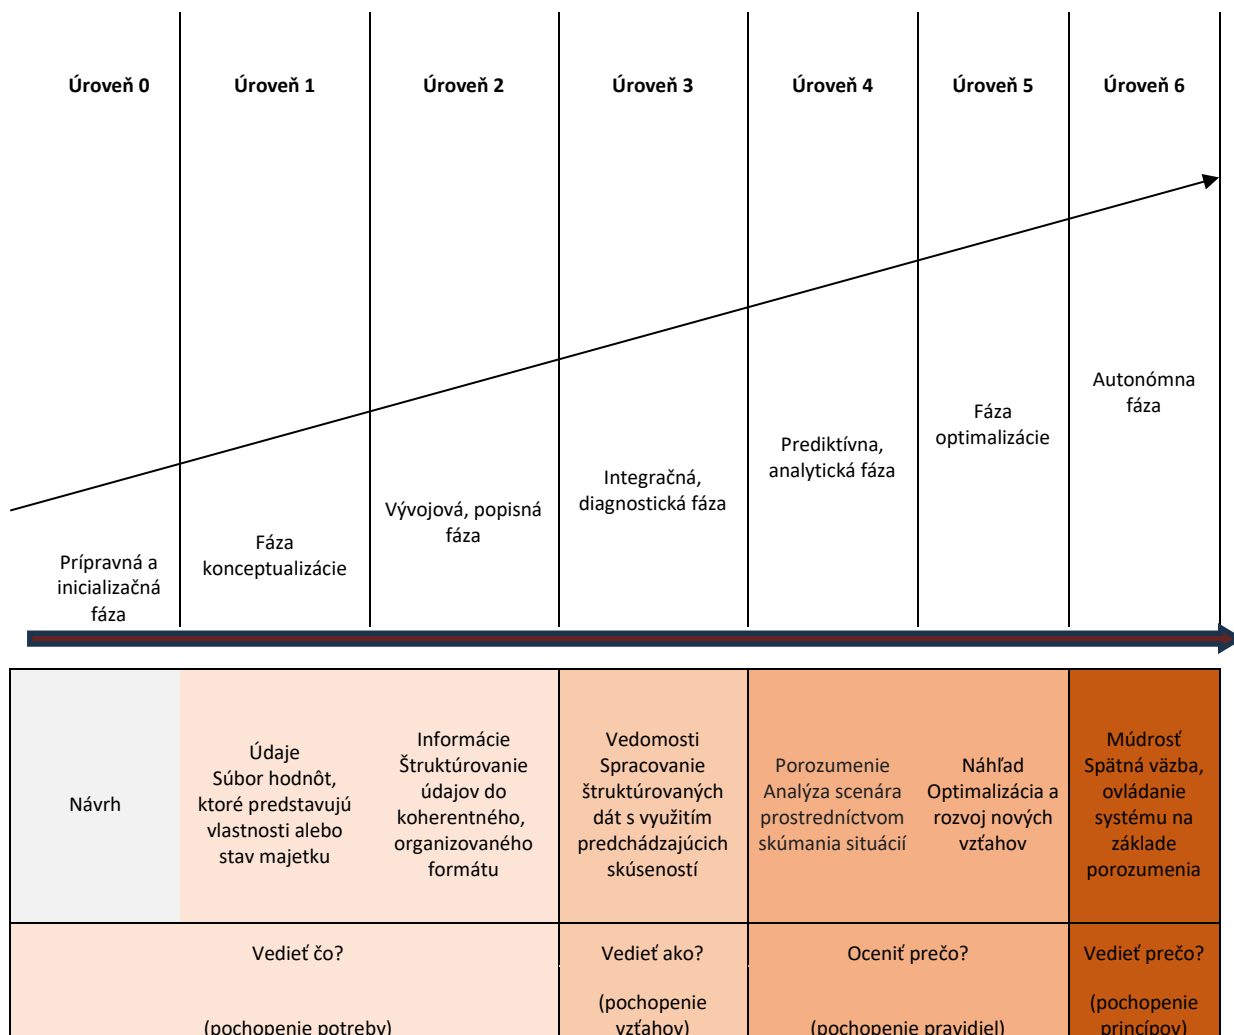 Úroveň 0
Úroveň 1
Úroveň 2
Úroveň 3
Úroveň 4
Úroveň 5
Úroveň 6
Prípravná a
inicializačná
fáza
Fáza
konceptualizácie
Vývojová, popisná
fáza
Integračná,
diagnostická fáza
Prediktívna,
analytická fáza
Fáza
optimalizácie
Autonómna
fáza
Návrh
Údaje
Súbor hodnôt,
ktoré predstavujú
vlastnosti alebo
stav majetku
Informácie
Štruktúrovanie
údajov do
koherentného,
organizovaného
formátu
Vedomosti
Spracovanie
štruktúrovaných
dát s využitím
predchádzajúcich
skúseností
Porozumenie
Analýza scenára
prostredníctvom
skúmania situácií
Náhľad
Optimalizácia a
rozvoj nových
vzťahov
Múdrosť
Spätná väzba,
ovládanie
systému na
základe
porozumenia
Vedieť čo?
(pochopenie potreby)
Vedieť ako?
(pochopenie
vzťahov)
Oceniť prečo?
(pochopenie pravidiel)
Vedieť prečo?
(pochopenie
princípov)